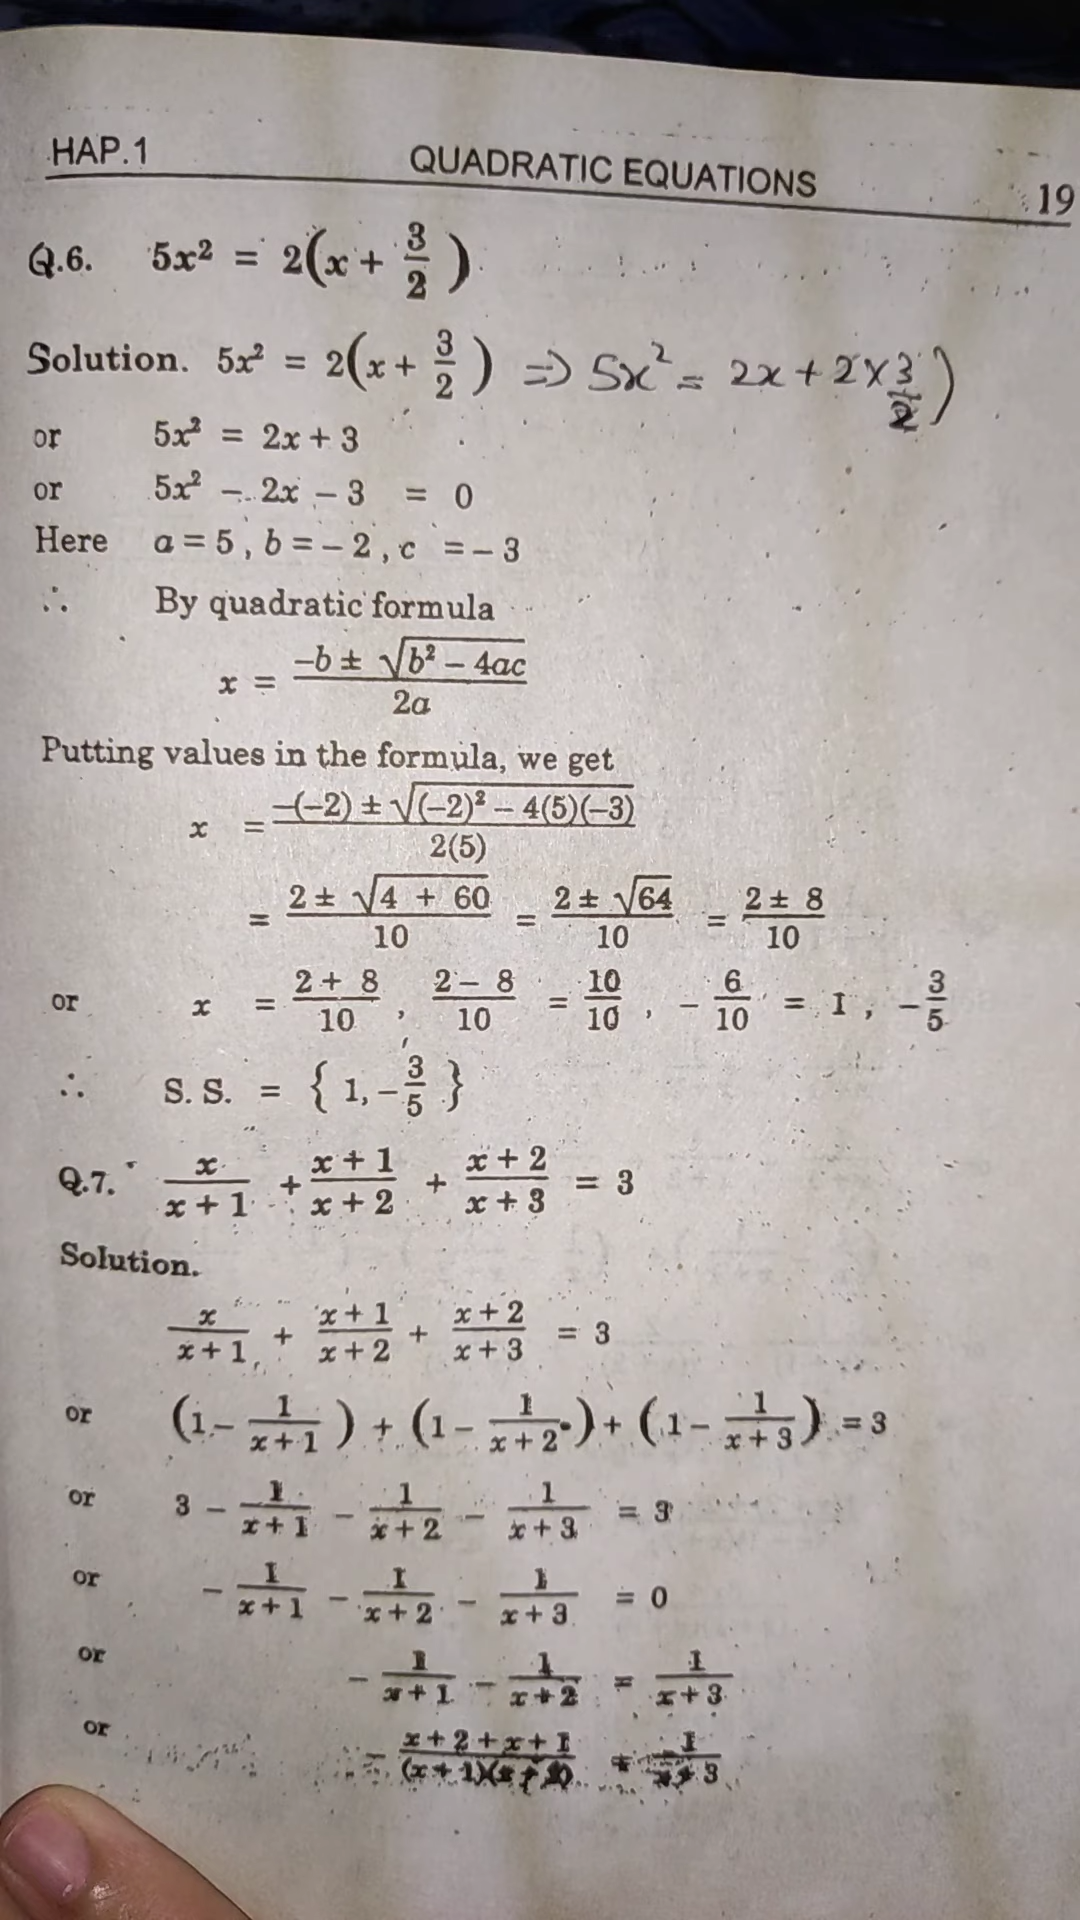 HAP.1 QUADRATIC EQUATIONS 19
Q.6. 5x² = 2(x + 3/2)
Solution. 5x² = 2(x + 3/2) ⇒ 5x² = 2x + 2 × 3/2)
or 5x² = 2x + 3
or 5x² – 2x – 3 = 0
Here a = 5 , b = – 2 , c = – 3
∴ By quadratic formula
x = (–b ± √(b² – 4ac))/2a
Putting values in the formula, we get
x = (–(–2) ± √((–2)² – 4(5)(–3)))/2(5)
= (2 ± √(4 + 60))/10 = (2 ± √64)/10 = (2 ± 8)/10
or x = (2 + 8)/10 , (2 – 8)/10 = 10/10 , – 6/10 = 1 , – 3/5
∴ S. S. = { 1, – 3/5 }
Q.7. x/(x + 1) + (x + 1)/(x + 2) + (x + 2)/(x + 3) = 3
Solution.
x/(x + 1) + (x + 1)/(x + 2) + (x + 2)/(x + 3) = 3
or (1 – 1/(x + 1)) + (1 – 1/(x + 2)) + (1 – 1/(x + 3)) = 3
or 3 – 1/(x + 1) – 1/(x + 2) – 1/(x + 3) = 3
or – 1/(x + 1) – 1/(x + 2) – 1/(x + 3) = 0
or – 1/(x + 1) – 1/(x + 2) = 1/(x + 3)
or – (x + 2 + x + 1)/